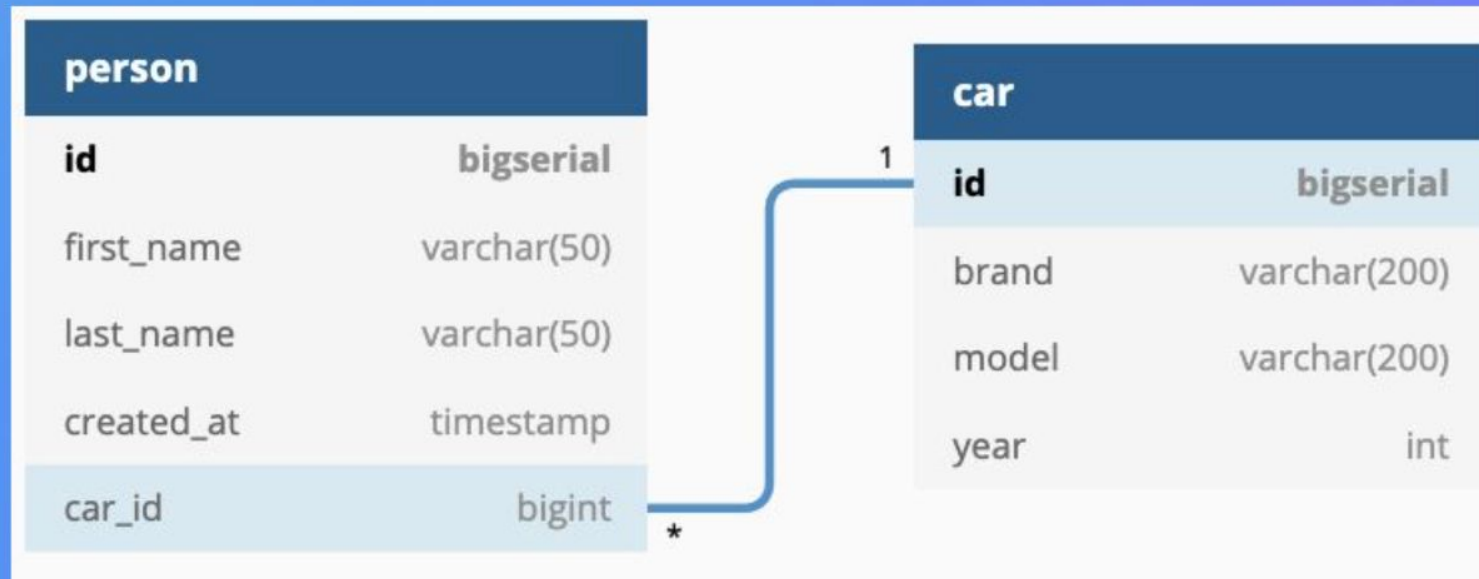 person
id bigserial
first_name varchar(50)
last_name varchar(50)
created_at timestamp
car_id bigint
*
1
car
id bigserial
brand varchar(200)
model varchar(200)
year int